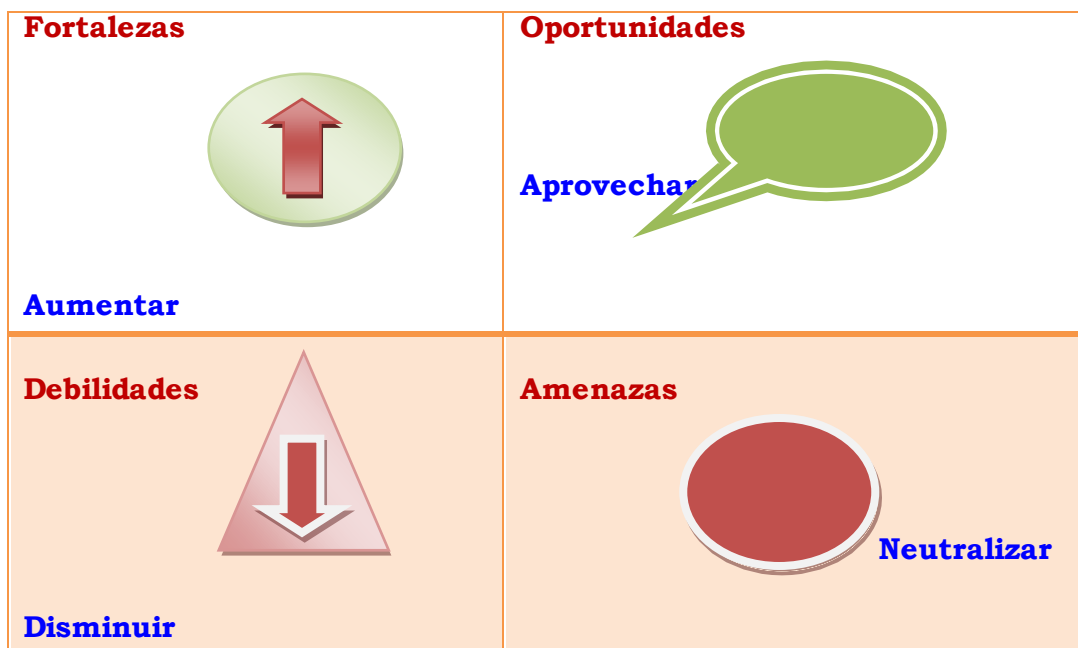 Fortalezas
Oportunidades
Aprovechar
Aumentar
Debilidades
Amenazas
Neutralizar
Disminuir